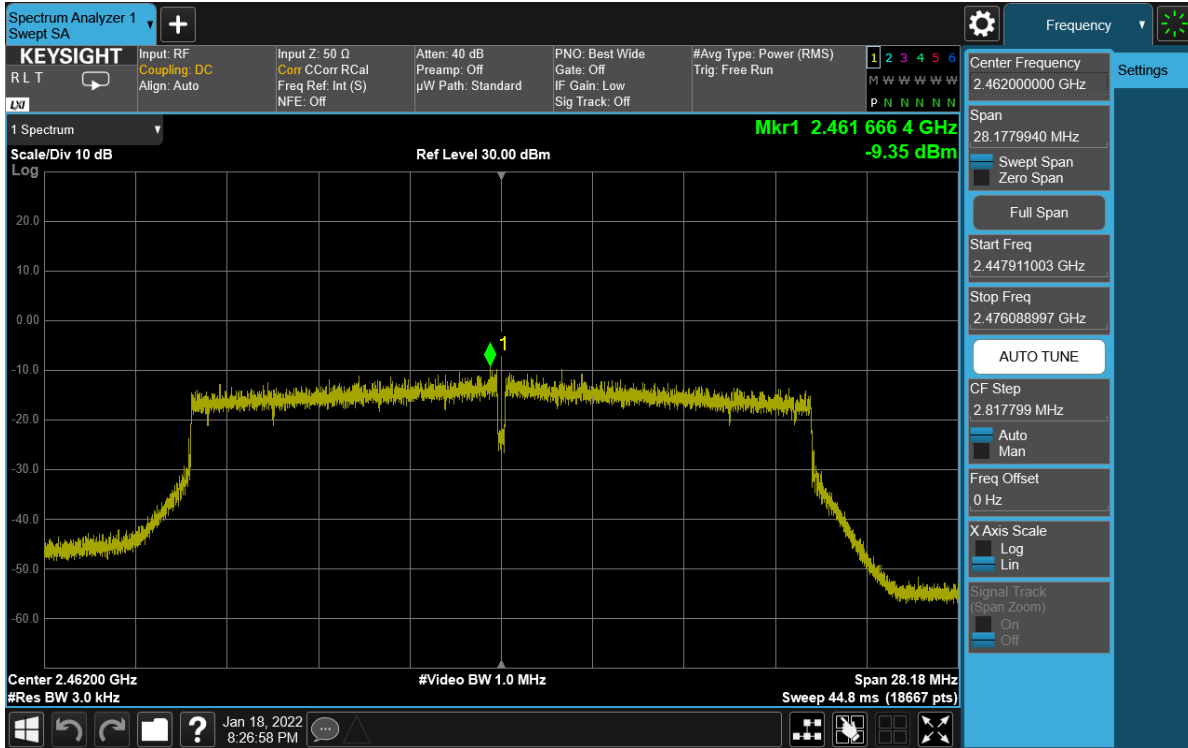 Spectrum Analyzer 1
Swept SA
+
Frequency
KEYSIGHT
R L T
LXI
Input: RF
Coupling: DC
Align: Auto
Input Z: 50 Ω
Corr CCorr RCal
Freq Ref: Int (S)
NFE: Off
Atten: 40 dB
Preamp: Off
µW Path: Standard
PNO: Best Wide
Gate: Off
IF Gain: Low
Sig Track: Off
#Avg Type: Power (RMS)
Trig: Free Run
1 2 3 4 5 6
M W W W W W
P N N N N N
1 Spectrum
Scale/Div 10 dB
Log
Ref Level 30.00 dBm
Mkr1 2.461 666 4 GHz
-9.35 dBm
20.0
10.0
0.00
-10.0
-20.0
-30.0
-40.0
-50.0
-60.0
1
Center 2.46200 GHz
#Res BW 3.0 kHz
#Video BW 1.0 MHz
Span 28.18 MHz
Sweep 44.8 ms (18667 pts)
Center Frequency
2.462000000 GHz
Span
28.1779940 MHz
Swept Span
Zero Span
Full Span
Start Freq
2.447911003 GHz
Stop Freq
2.476088997 GHz
AUTO TUNE
CF Step
2.817799 MHz
Auto
Man
Freq Offset
0 Hz
X Axis Scale
Log
Lin
Signal Track
(Span Zoom)
On
Off
Settings
?
Jan 18, 2022
8:26:58 PM